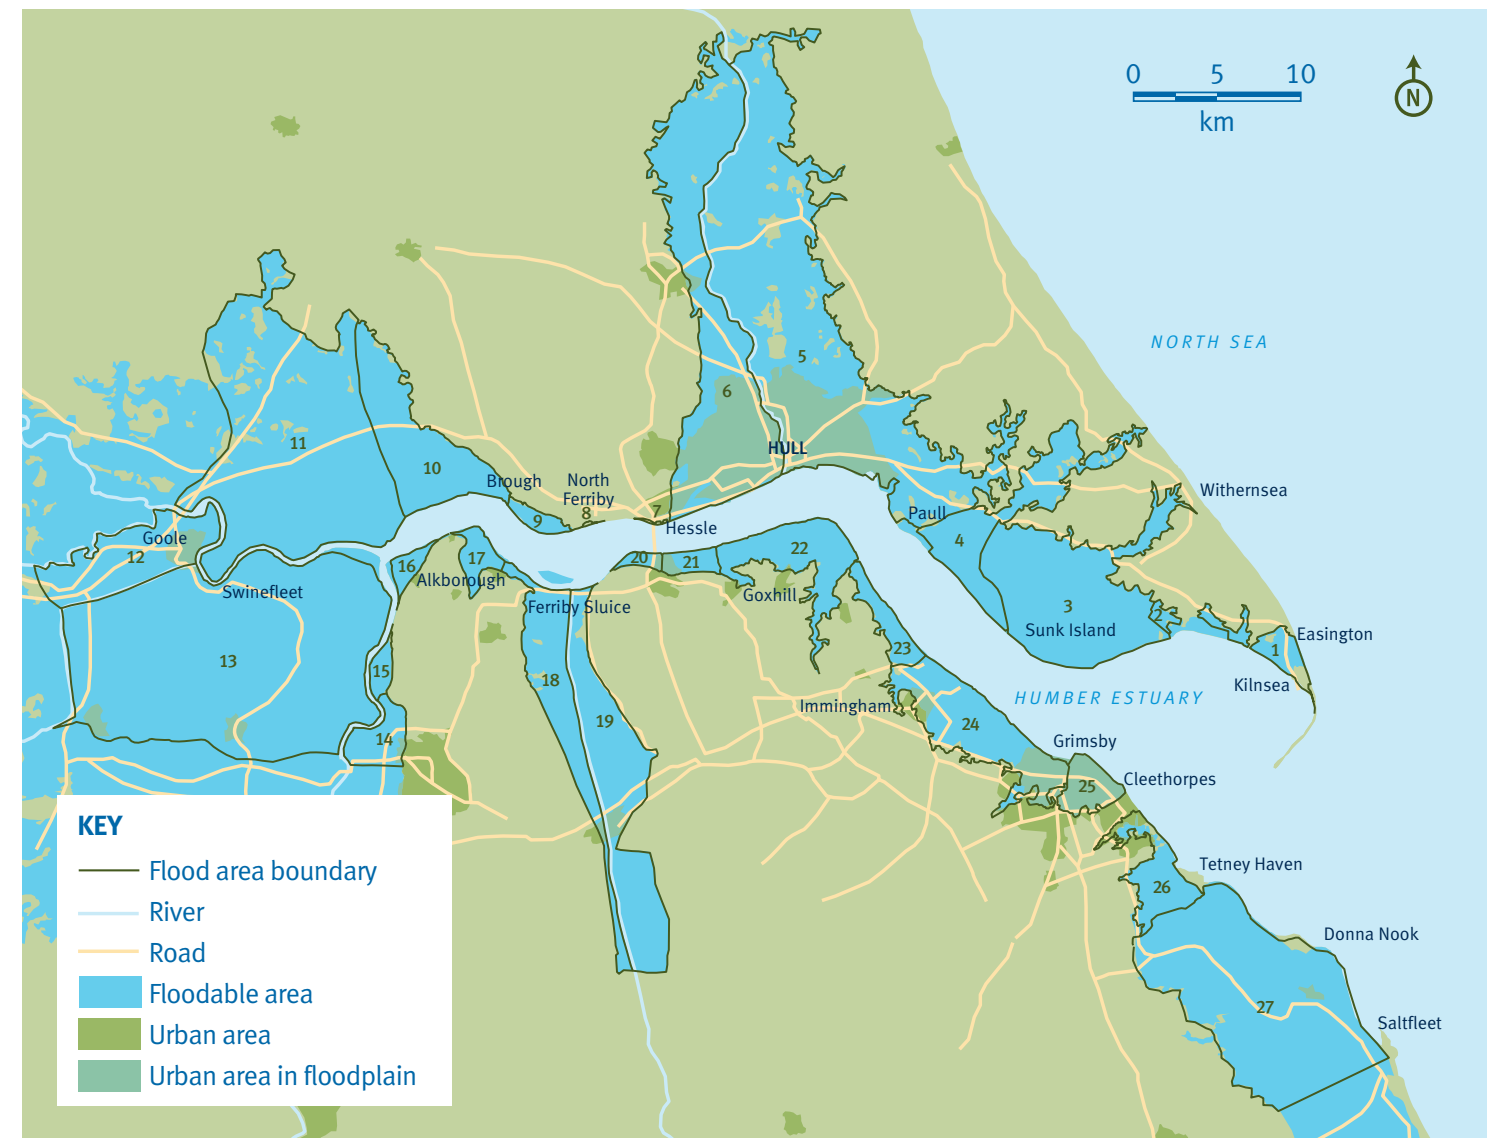 0 5 10
km
N
NORTH SEA
5
6
11
HULL
10
Brough
North
Ferriby
Withernsea
9
8
7
Hessle
Paull
Goole
12
16
17
Alkborough
20
21
22
4
Swinefleet
Ferriby Sluice
Goxhill
3
Sunk Island
2
Easington
1
13
15
18
23
Kilnsea
HUMBER ESTUARY
Immingham
19
24
14
Grimsby
25
Cleethorpes
Tetney Haven
26
Donna Nook
27
Saltfleet
KEY
Flood area boundary
River
Road
Floodable area
Urban area
Urban area in floodplain